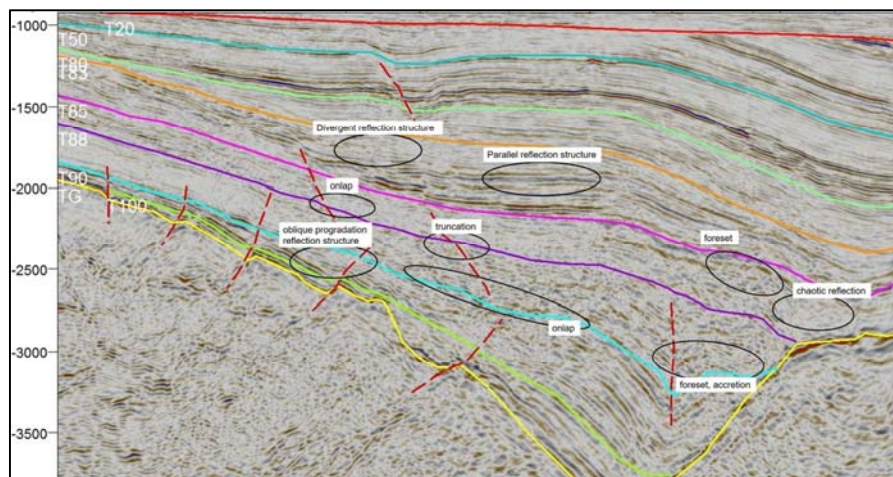 -1000
T20
T50
T80
T83
-1500
T85
Divergent reflection structure
T88
Parallel reflection structure
T90
-2000
onlap
TG
T100
oblique progradation
reflection structure
truncation
foreset
-2500
chaotic reflection
onlap
-3000
foreset, accretion
-3500